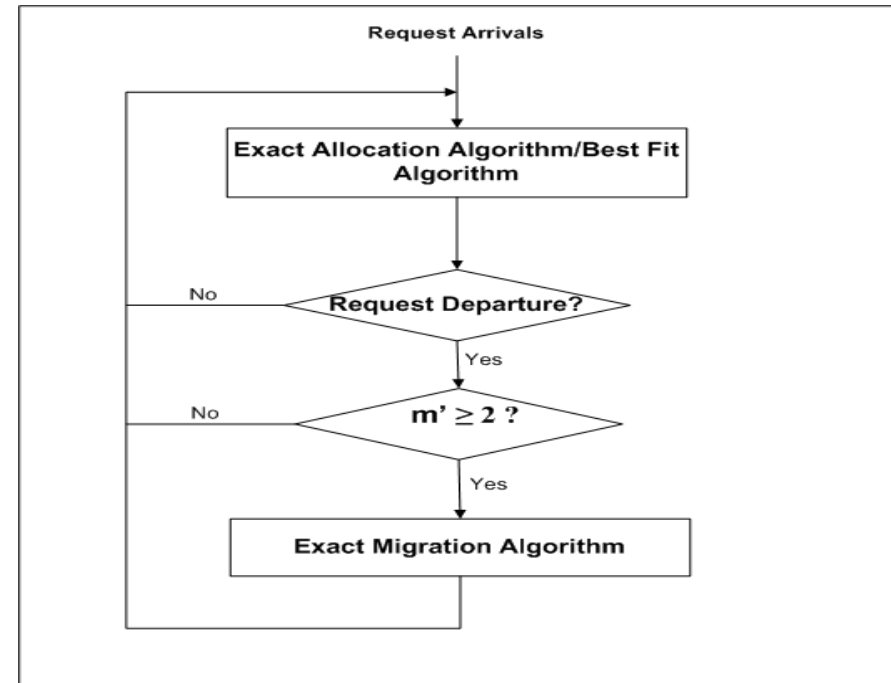 Request Arrivals
Exact Allocation Algorithm/Best Fit
Algorithm
No
Request Departure?
Yes
No
m’ ≥ 2 ?
Yes
Exact Migration Algorithm